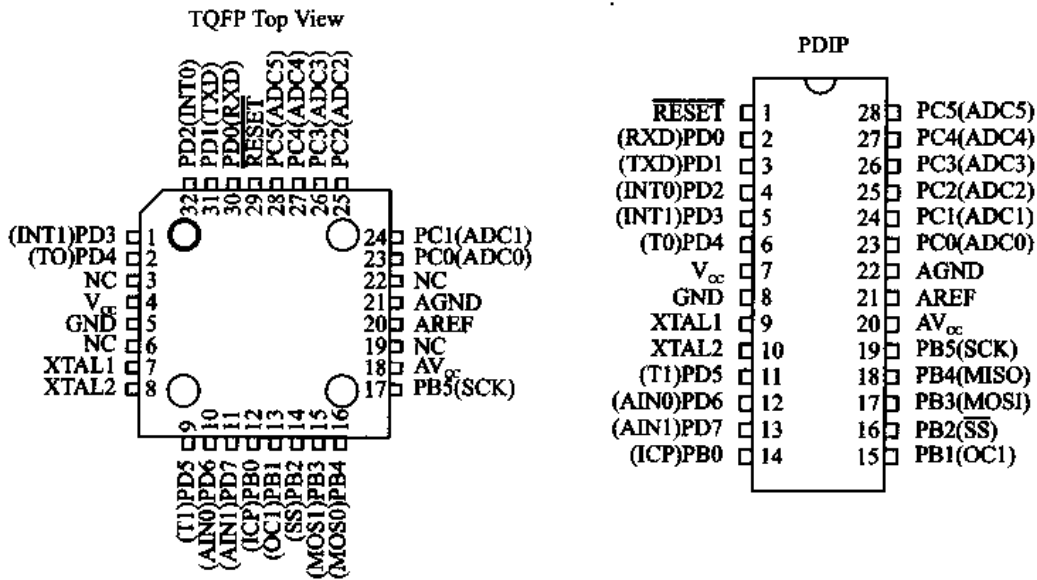 TQFP Top View
PD2(INT0)
PD1(TXD)
PD0(RXD)
RESET
PC5(ADC5)
PC4(ADC4)
PC3(ADC3)
PC2(ADC2)
32 31 30 29 28 27 26 25
(INT1)PD3 1
(TO)PD4 2
NC 3
Vcc 4
GND 5
NC 6
XTAL1 7
XTAL2 8
24 PC1(ADC1)
23 PC0(ADC0)
22 NC
21 AGND
20 AREF
19 NC
18 AVcc
17 PB5(SCK)
9 10 11 12 13 14 15 16
(T1)PD5
(AIN0)PD6
(AIN1)PD7
(ICP)PB0
(OC1)PB1
(SS)PB2
(MOS1)PB3
(MOS0)PB4
PDIP
RESET 1
(RXD)PD0 2
(TXD)PD1 3
(INT0)PD2 4
(INT1)PD3 5
(T0)PD4 6
Vcc 7
GND 8
XTAL1 9
XTAL2 10
(T1)PD5 11
(AIN0)PD6 12
(AIN1)PD7 13
(ICP)PB0 14
28 PC5(ADC5)
27 PC4(ADC4)
26 PC3(ADC3)
25 PC2(ADC2)
24 PC1(ADC1)
23 PC0(ADC0)
22 AGND
21 AREF
20 AVcc
19 PB5(SCK)
18 PB4(MISO)
17 PB3(MOSI)
16 PB2(SS)
15 PB1(OC1)